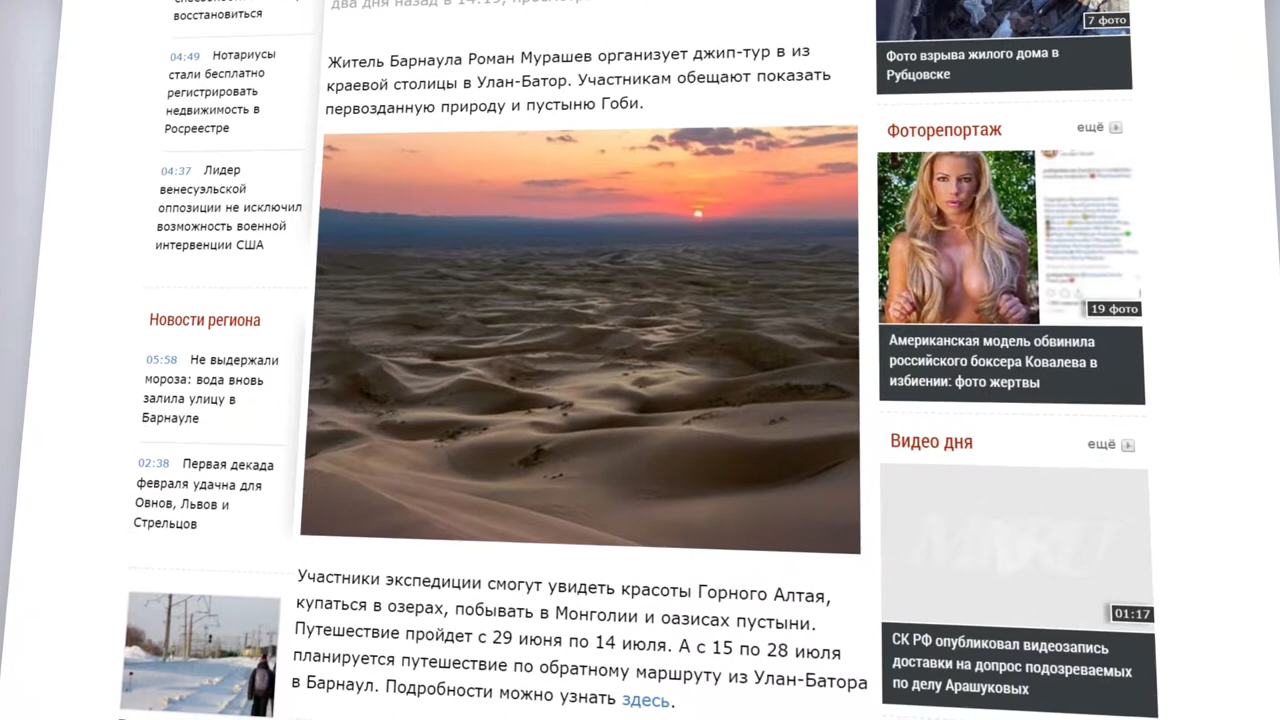 восстановиться
04:49 Нотариусы
стали бесплатно
регистрировать
недвижимость в
Росреестре
04:37 Лидер
венесуэльской
оппозиции не исключил
возможность военной
интервенции США
Новости региона
05:58 Не выдержали
мороза: вода вновь
залила улицу в
Барнауле
02:38 Первая декада
февраля удачна для
Овнов, Львов и
Стрельцов
два дня назад в 14:15,
Житель Барнаула Роман Мурашев организует джип-тур в из
краевой столицы в Улан-Батор. Участникам обещают показать
первозданную природу и пустыню Гоби.
Участники экспедиции смогут увидеть красоты Горного Алтая,
купаться в озерах, побывать в Монголии и оазисах пустыни.
Путешествие пройдет с 29 июня по 14 июля. А с 15 по 28 июля
планируется путешествие по обратному маршруту из Улан-Батора
в Барнаул. Подробности можно узнать здесь.
7 фото
Фото взрыва жилого дома в
Рубцовске
Фоторепортаж ещё
19 фото
Американская модель обвинила
российского боксера Ковалева в
избиении: фото жертвы
Видео дня ещё
01:17
СК РФ опубликовал видеозапись
доставки на допрос подозреваемых
по делу Арашуковых